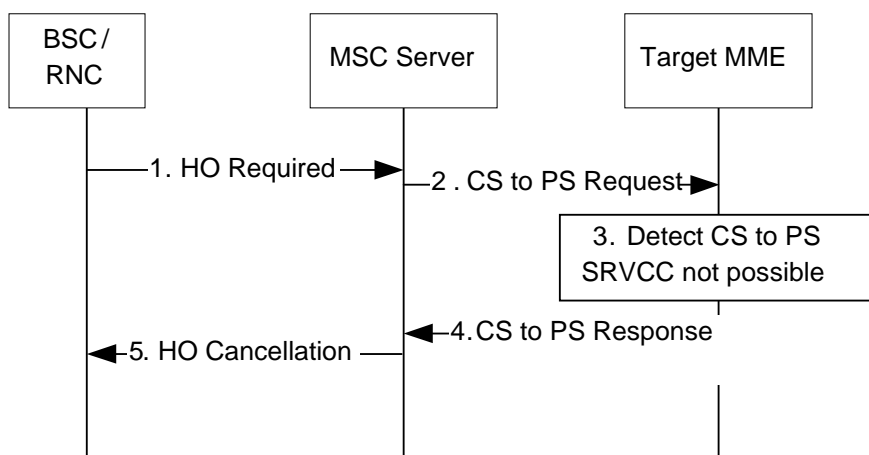 BSC/
RNC
MSC Server
Target MME
1. HO Required
2 . CS to PS Request
3. Detect CS to PS
SRVCC not possible
4.CS to PS Response
5. HO Cancellation